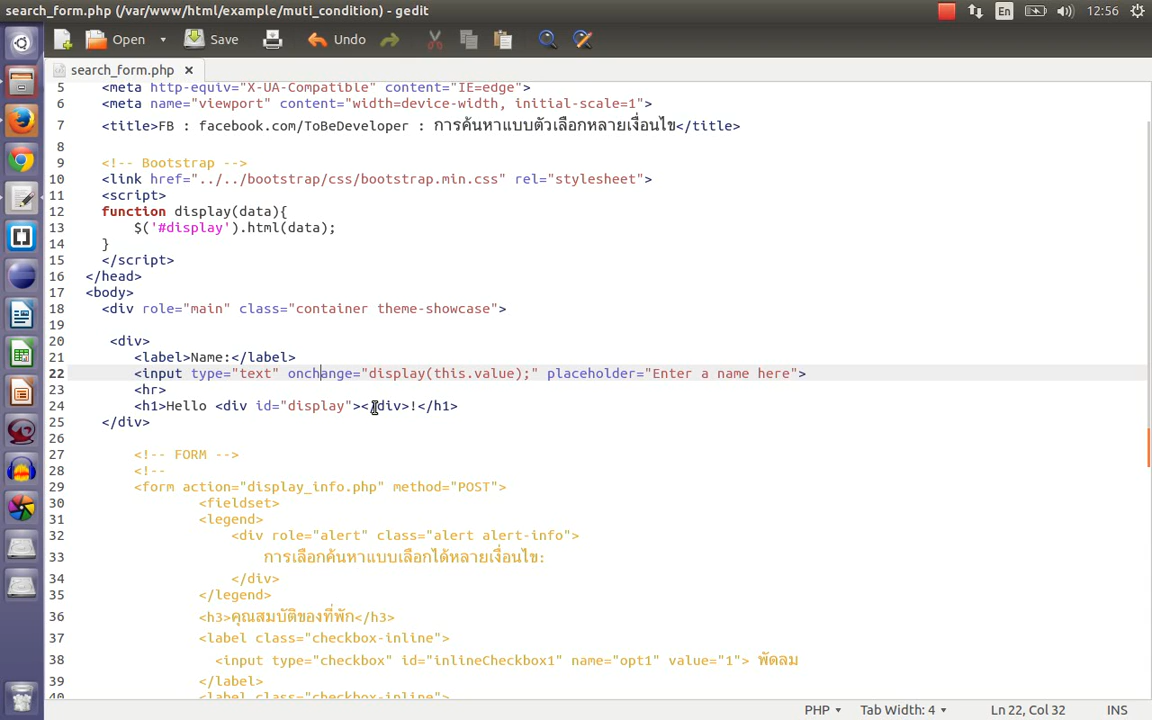 search_form.php (/var/www/html/example/muti_condition) - gedit
En
12:56
Open
Save
Undo
search_form.php
5 <meta http-equiv="X-UA-Compatible" content="IE=edge">
6 <meta name="viewport" content="width=device-width, initial-scale=1">
7 <title>FB : facebook.com/ToBeDeveloper : การค้นหาแบบตัวเลือกหลายเงื่อนไข</title>
8
9 <!-- Bootstrap -->
10 <link href="../../bootstrap/css/bootstrap.min.css" rel="stylesheet">
11 <script>
12 function display(data){
13 $('#display').html(data);
14 }
15 </script>
16 </head>
17 <body>
18 <div role="main" class="container theme-showcase">
19
20 <div>
21 <label>Name:</label>
22 <input type="text" onchange="display(this.value);" placeholder="Enter a name here">
23 <hr>
24 <h1>Hello <div id="display"></div>!</h1>
25 </div>
26
27 <!-- FORM -->
28 <!--
29 <form action="display_info.php" method="POST">
30 <fieldset>
31 <legend>
32 <div role="alert" class="alert alert-info">
33 การเลือกค้นหาแบบเลือกได้หลายเงื่อนไข:
34 </div>
35 </legend>
36 <h3>คุณสมบัติของที่พัก</h3>
37 <label class="checkbox-inline">
38 <input type="checkbox" id="inlineCheckbox1" name="opt1" value="1"> พัดลม
39 </label>
40 <label class="checkbox-inline">
PHP
Tab Width: 4
Ln 22, Col 32
INS